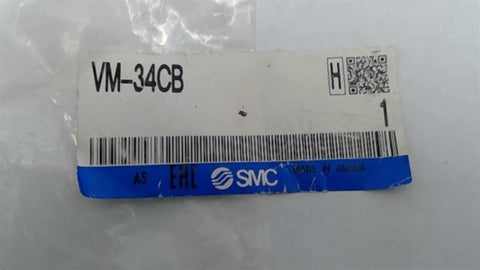 VM-34CB
H
1
AS EHL SMC MADE IN JAPAN